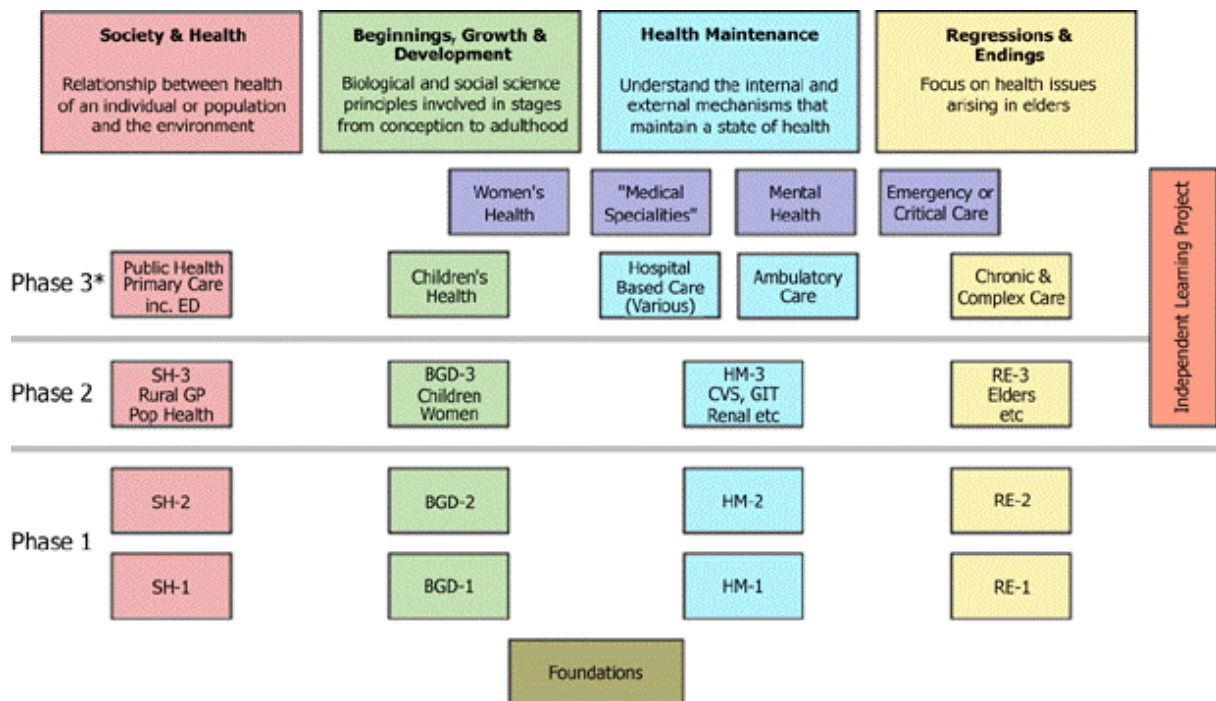 Society & Health
Relationship between health
of an individual or population
and the environment
Beginnings, Growth &
Development
Biological and social science
principles involved in stages
from conception to adulthood
Health Maintenance
Understand the internal and
external mechanisms that
maintain a state of health
Regressions &
Endings
Focus on health issues
arising in elders
Women's
Health
"Medical
Specialities"
Mental
Health
Emergency or
Critical Care
Independent Learning Project
Phase 3*
Public Health
Primary Care
inc. ED
Children's
Health
Hospital
Based Care
(Various)
Ambulatory
Care
Chronic &
Complex Care
Phase 2
SH-3
Rural GP
Pop Health
BGD-3
Children
Women
HM-3
CVS, GIT
Renal etc
RE-3
Elders
etc
Phase 1
SH-2
BGD-2
HM-2
RE-2
SH-1
BGD-1
HM-1
RE-1
Foundations